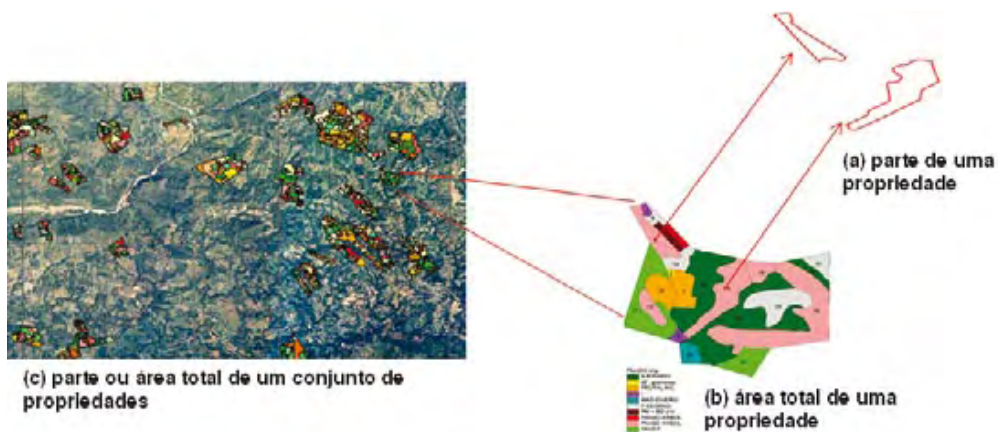 (a) parte de uma
propriedade
(c) parte ou área total de um conjunto de
propriedades
(b) área total de uma
propriedade